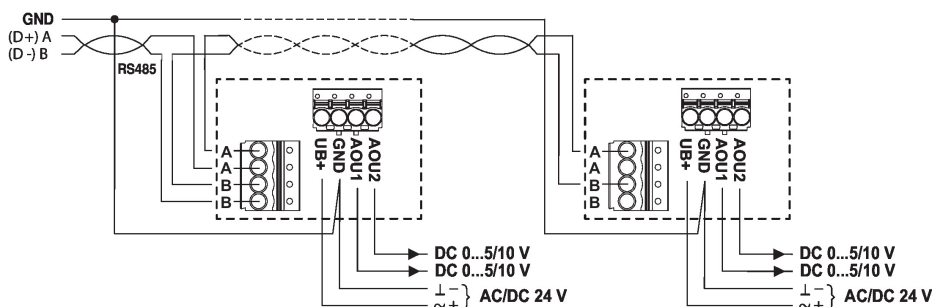 GND
(D+) A
(D -) B
RS485
A
A
B
B
UB+
GND
AOU1
AOU2
DC 0...5/10 V
DC 0...5/10 V
⊥ −
~ +
AC/DC 24 V
A
A
B
B
UB+
GND
AOU1
AOU2
DC 0...5/10 V
DC 0...5/10 V
⊥ −
~ +
AC/DC 24 V